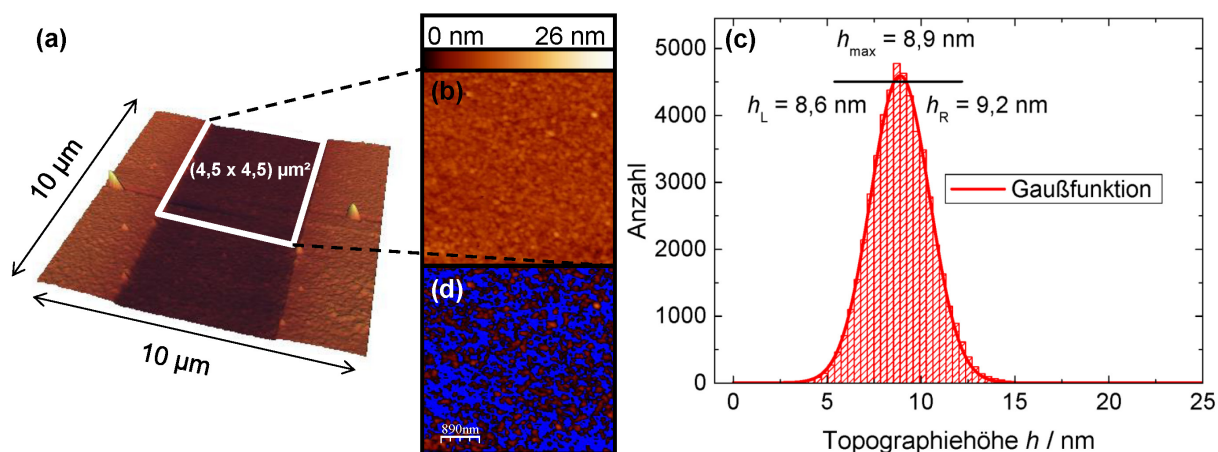 (a)
10 µm
10 µm
(4,5 x 4,5) µm²
0 nm 26 nm
(b)
(d)
890nm
(c)
h_max = 8,9 nm
h_L = 8,6 nm
h_R = 9,2 nm
Gaußfunktion
Anzahl
5000
4000
3000
2000
1000
0
0 5 10 15 20 25
Topographiehöhe h / nm